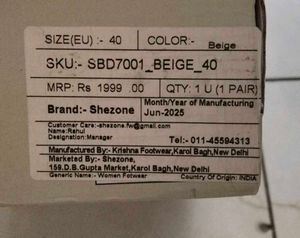 SIZE(EU) :- 40 COLOR:- Beige
SKU:- SBD7001_BEIGE_40
MRP: Rs 1999 .00 QTY: 1 U (1 PAIR)
Brand:- Shezone Month/Year of Manufacturing
Jun-2025
Customer Care:-shezone.fw@gmail.com
Name:Rahul
Designation:Manager Tel:- 011-45594313
Manufactured By:- Krishna Footwear,Karol Bagh,New Delhi
Marketed By:- Shezone,
159,D.B.Gupta Market,Karol Bagh,New Delhi
Generic Name:- Women Fotwear Country Of Origin:-INDIA